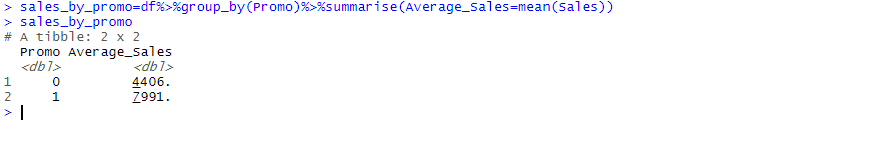 > sales_by_promo=df%>%group_by(Promo)%>%summarise(Average_Sales=mean(Sales))
> sales_by_promo
# A tibble: 2 x 2
  Promo Average_Sales
  <dbl>         <dbl>
1     0         4406.
2     1         7991.
>